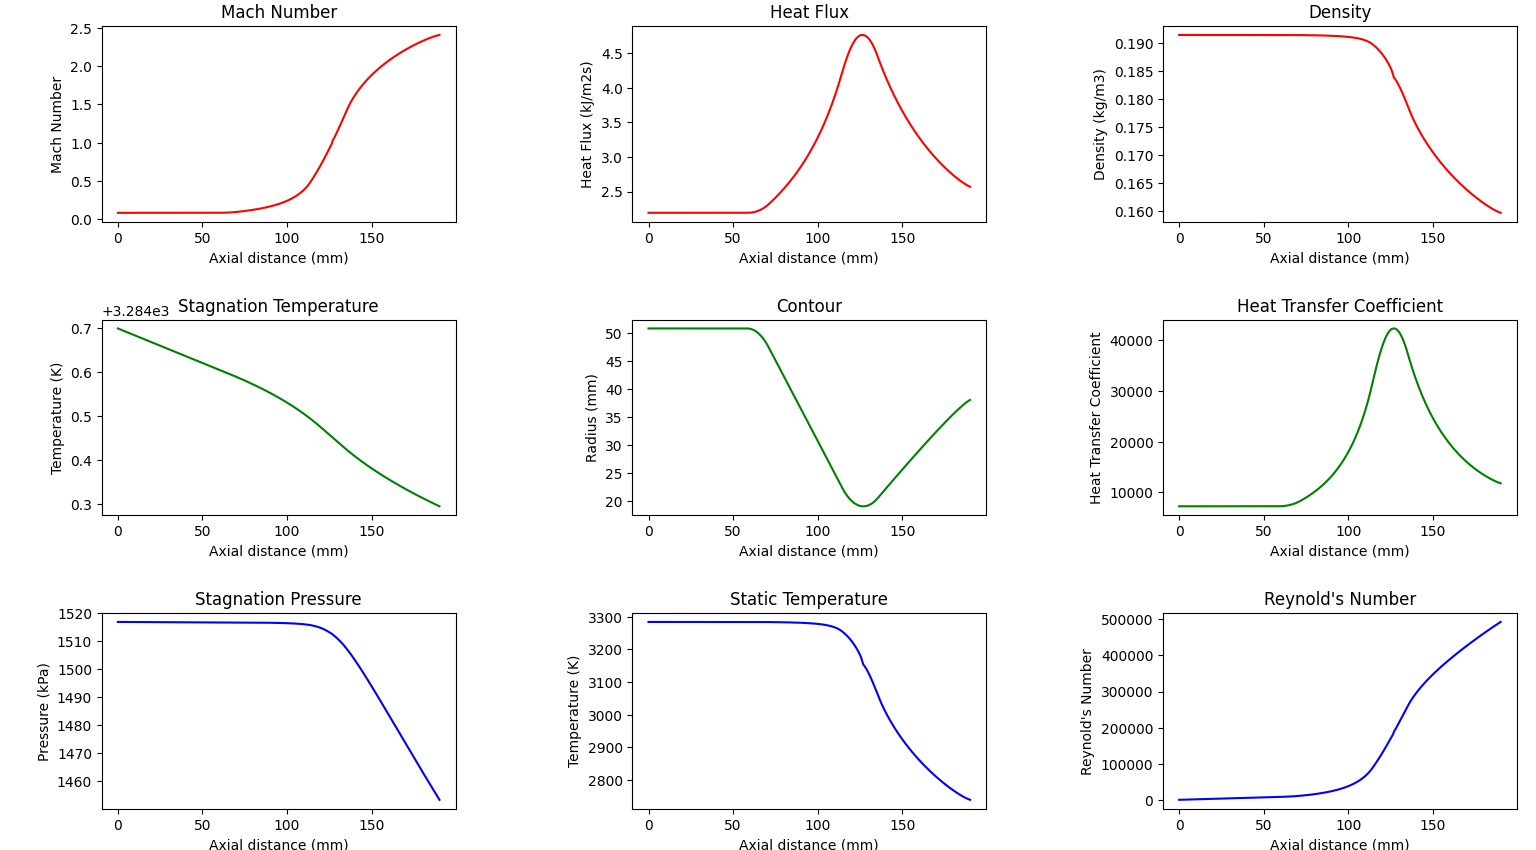 Mach Number
Mach Number
2.5
2.0
1.5
1.0
0.5
0.0
0 50 100 150
Axial distance (mm)
Heat Flux
Heat Flux (kJ/m2s)
4.5
4.0
3.5
3.0
2.5
0 50 100 150
Axial distance (mm)
Density
Density (kg/m3)
0.190
0.185
0.180
0.175
0.170
0.165
0.160
0 50 100 150
Axial distance (mm)
Stagnation Temperature
+3.284e3
Temperature (K)
0.7
0.6
0.5
0.4
0.3
0 50 100 150
Axial distance (mm)
Contour
Radius (mm)
50
45
40
35
30
25
20
0 50 100 150
Axial distance (mm)
Heat Transfer Coefficient
Heat Transfer Coefficient
40000
30000
20000
10000
0 50 100 150
Axial distance (mm)
Stagnation Pressure
Pressure (kPa)
1520
1510
1500
1490
1480
1470
1460
0 50 100 150
Axial distance (mm)
Static Temperature
Temperature (K)
3300
3200
3100
3000
2900
2800
0 50 100 150
Axial distance (mm)
Reynold's Number
Reynold's Number
500000
400000
300000
200000
100000
0
0 50 100 150
Axial distance (mm)